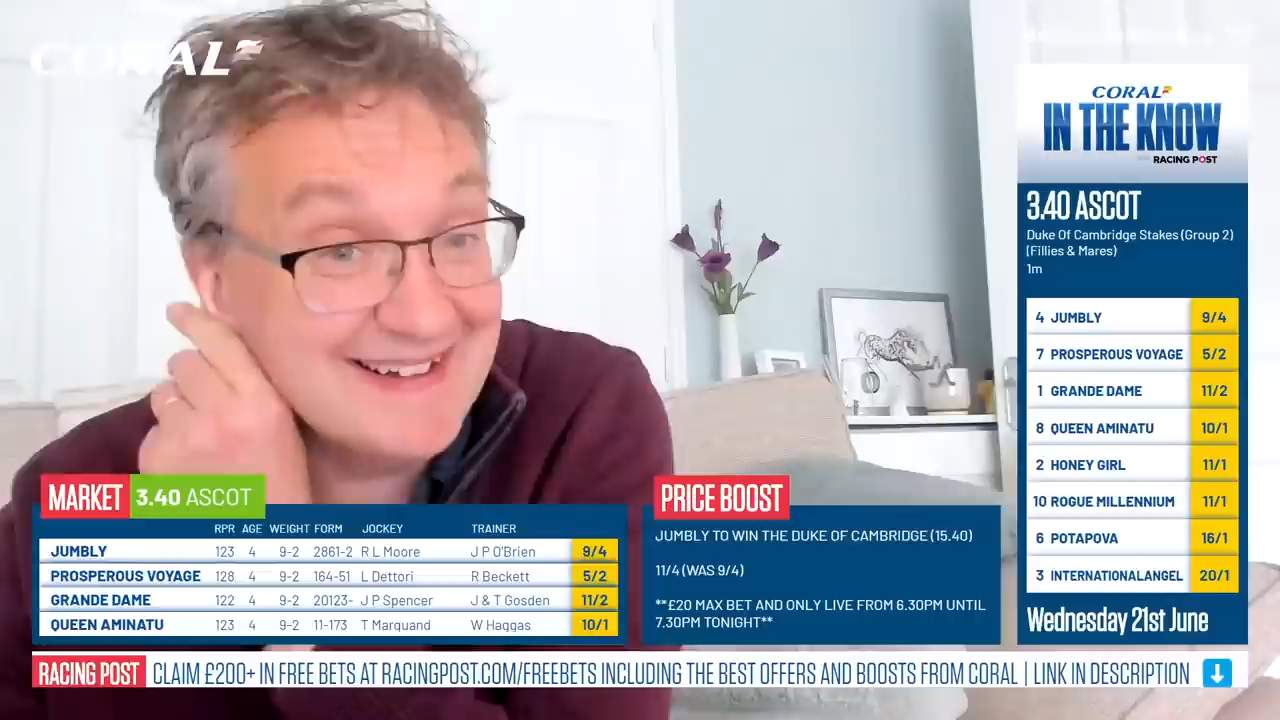 CORAL
CORAL
IN THE KNOW
RACING POST
3.40 ASCOT
Duke Of Cambridge Stakes (Group 2)
(Fillies & Mares)
1m
4 JUMBLY 9/4
7 PROSPEROUS VOYAGE 5/2
1 GRANDE DAME 11/2
8 QUEEN AMINATU 10/1
2 HONEY GIRL 11/1
10 ROGUE MILLENNIUM 11/1
6 POTAPOVA 16/1
3 INTERNATIONALANGEL 20/1
Wednesday 21st June
MARKET 3.40 ASCOT
RPR AGE WEIGHT FORM JOCKEY TRAINER
JUMBLY 123 4 9-2 2861-2 R L Moore J P O'Brien 9/4
PROSPEROUS VOYAGE 128 4 9-2 164-51 L Dettori R Beckett 5/2
GRANDE DAME 122 4 9-2 20123- J P Spencer J & T Gosden 11/2
QUEEN AMINATU 123 4 9-2 11-173 T Marquand W Haggas 10/1
PRICE BOOST
JUMBLY TO WIN THE DUKE OF CAMBRIDGE (15.40)
11/4 (WAS 9/4)
**£20 MAX BET AND ONLY LIVE FROM 6.30PM UNTIL
7.30PM TONIGHT**
RACING POST CLAIM £200+ IN FREE BETS AT RACINGPOST.COM/FREEBETS INCLUDING THE BEST OFFERS AND BOOSTS FROM CORAL | LINK IN DESCRIPTION